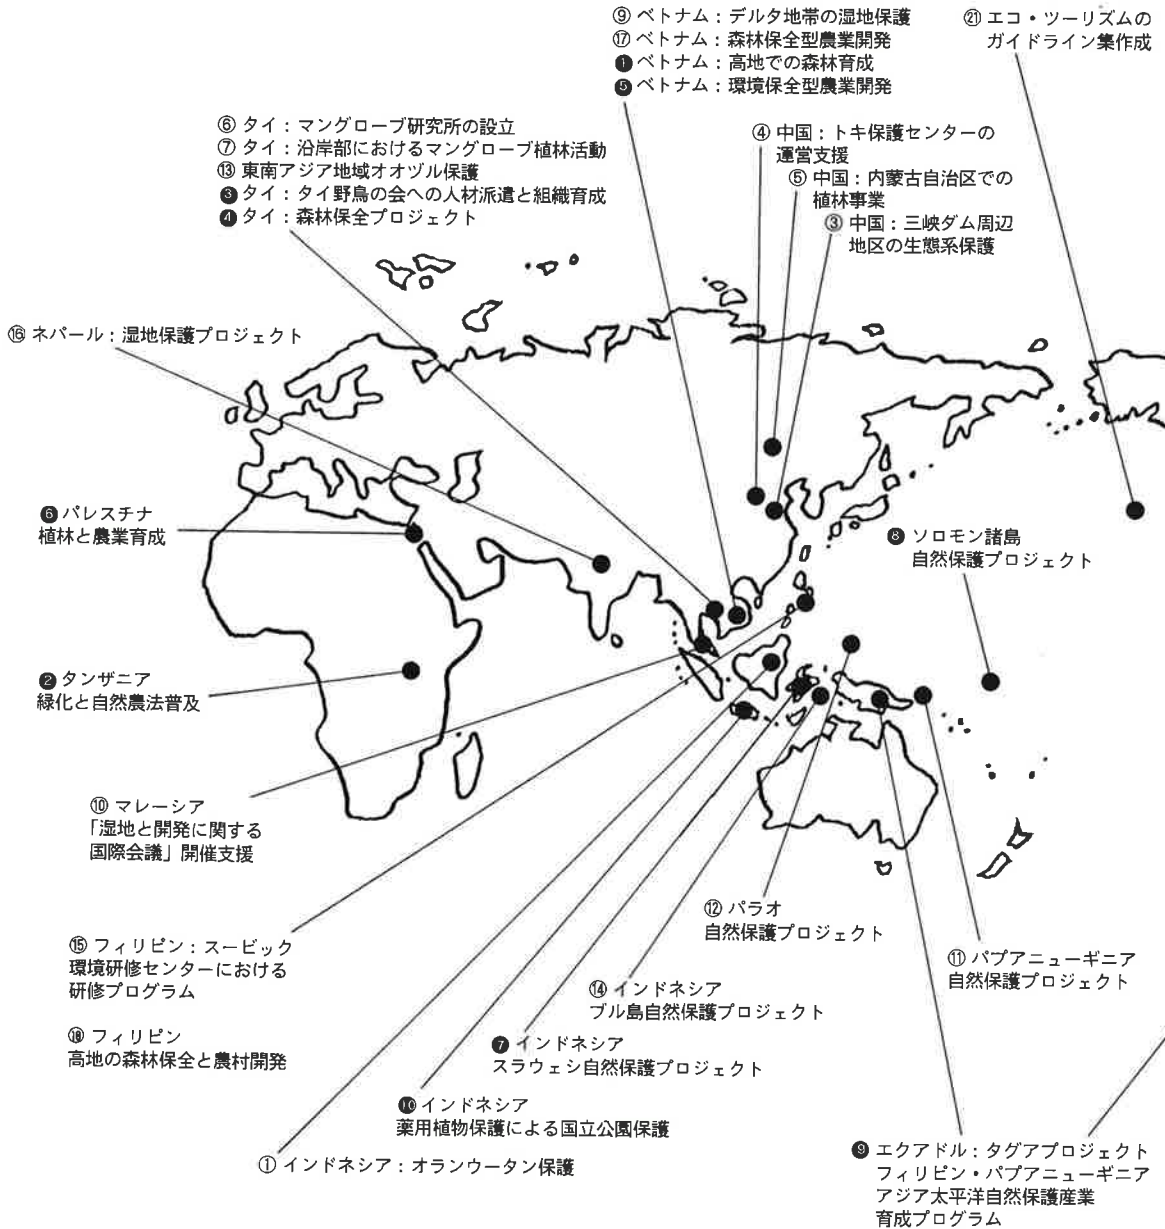 ⑨ ベトナム：デルタ地帯の湿地保護
⑰ ベトナム：森林保全型農業開発
❶ ベトナム：高地での森林育成
❺ ベトナム：環境保全型農業開発
㉑ エコ・ツーリズムの
ガイドライン集作成
⑥ タイ：マングローブ研究所の設立
⑦ タイ：沿岸部におけるマングローブ植林活動
⑬ 東南アジア地域オオヅル保護
❸ タイ：タイ野鳥の会への人材派遣と組織育成
❹ タイ：森林保全プロジェクト
④ 中国：トキ保護センターの
運営支援
⑤ 中国：内蒙古自治区での
植林事業
③ 中国：三峡ダム周辺
地区の生態系保護
⑯ ネパール：湿地保護プロジェクト
❻ パレスチナ
植林と農業育成
❽ ソロモン諸島
自然保護プロジェクト
❷ タンザニア
緑化と自然農法普及
⑩ マレーシア
「湿地と開発に関する
国際会議」開催支援
⑫ パラオ
自然保護プロジェクト
⑪ パプアニューギニア
自然保護プロジェクト
⑮ フィリピン：スービック
環境研修センターにおける
研修プログラム
⑭ インドネシア
ブル島自然保護プロジェクト
⑱ フィリピン
高地の森林保全と農村開発
❼ インドネシア
スラウェシ自然保護プロジェクト
❿ インドネシア
薬用植物保護による国立公園保護
① インドネシア：オランウータン保護
❾ エクアドル：タグアプロジェクト
フィリピン・パプアニューギニア
アジア太平洋自然保護産業
育成プログラム